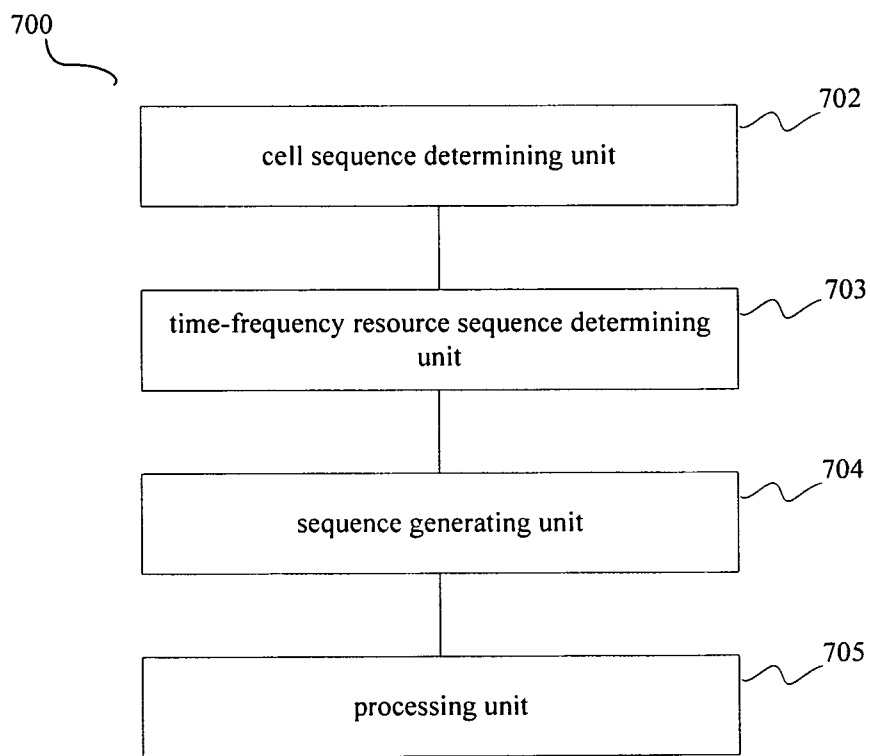 700
702
cell sequence determining unit
703
time-frequency resource sequence determining
unit
704
sequence generating unit
705
processing unit